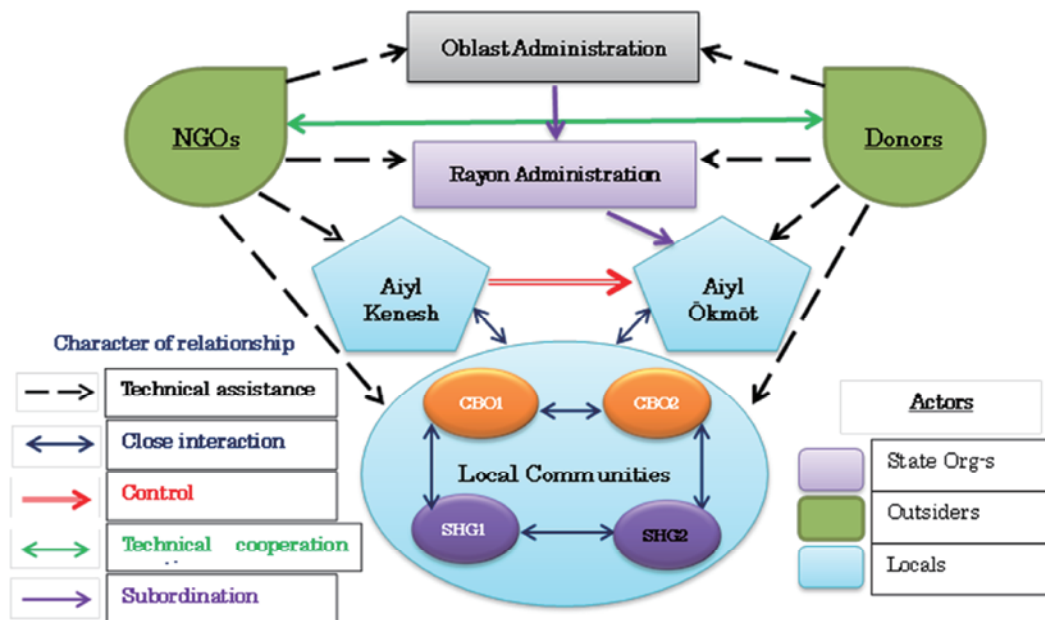 Oblast Administration
NGOs
Donors
Rayon Administration
Aiyl
Kenesh
Aiyl
Ökmöt
Character of relationship
Technical assistance
Close interaction
Control
Technical cooperation
Subordination
CBO1
CBO2
Local Communities
SHG1
SHG2
Actors
State Org-s
Outsiders
Locals